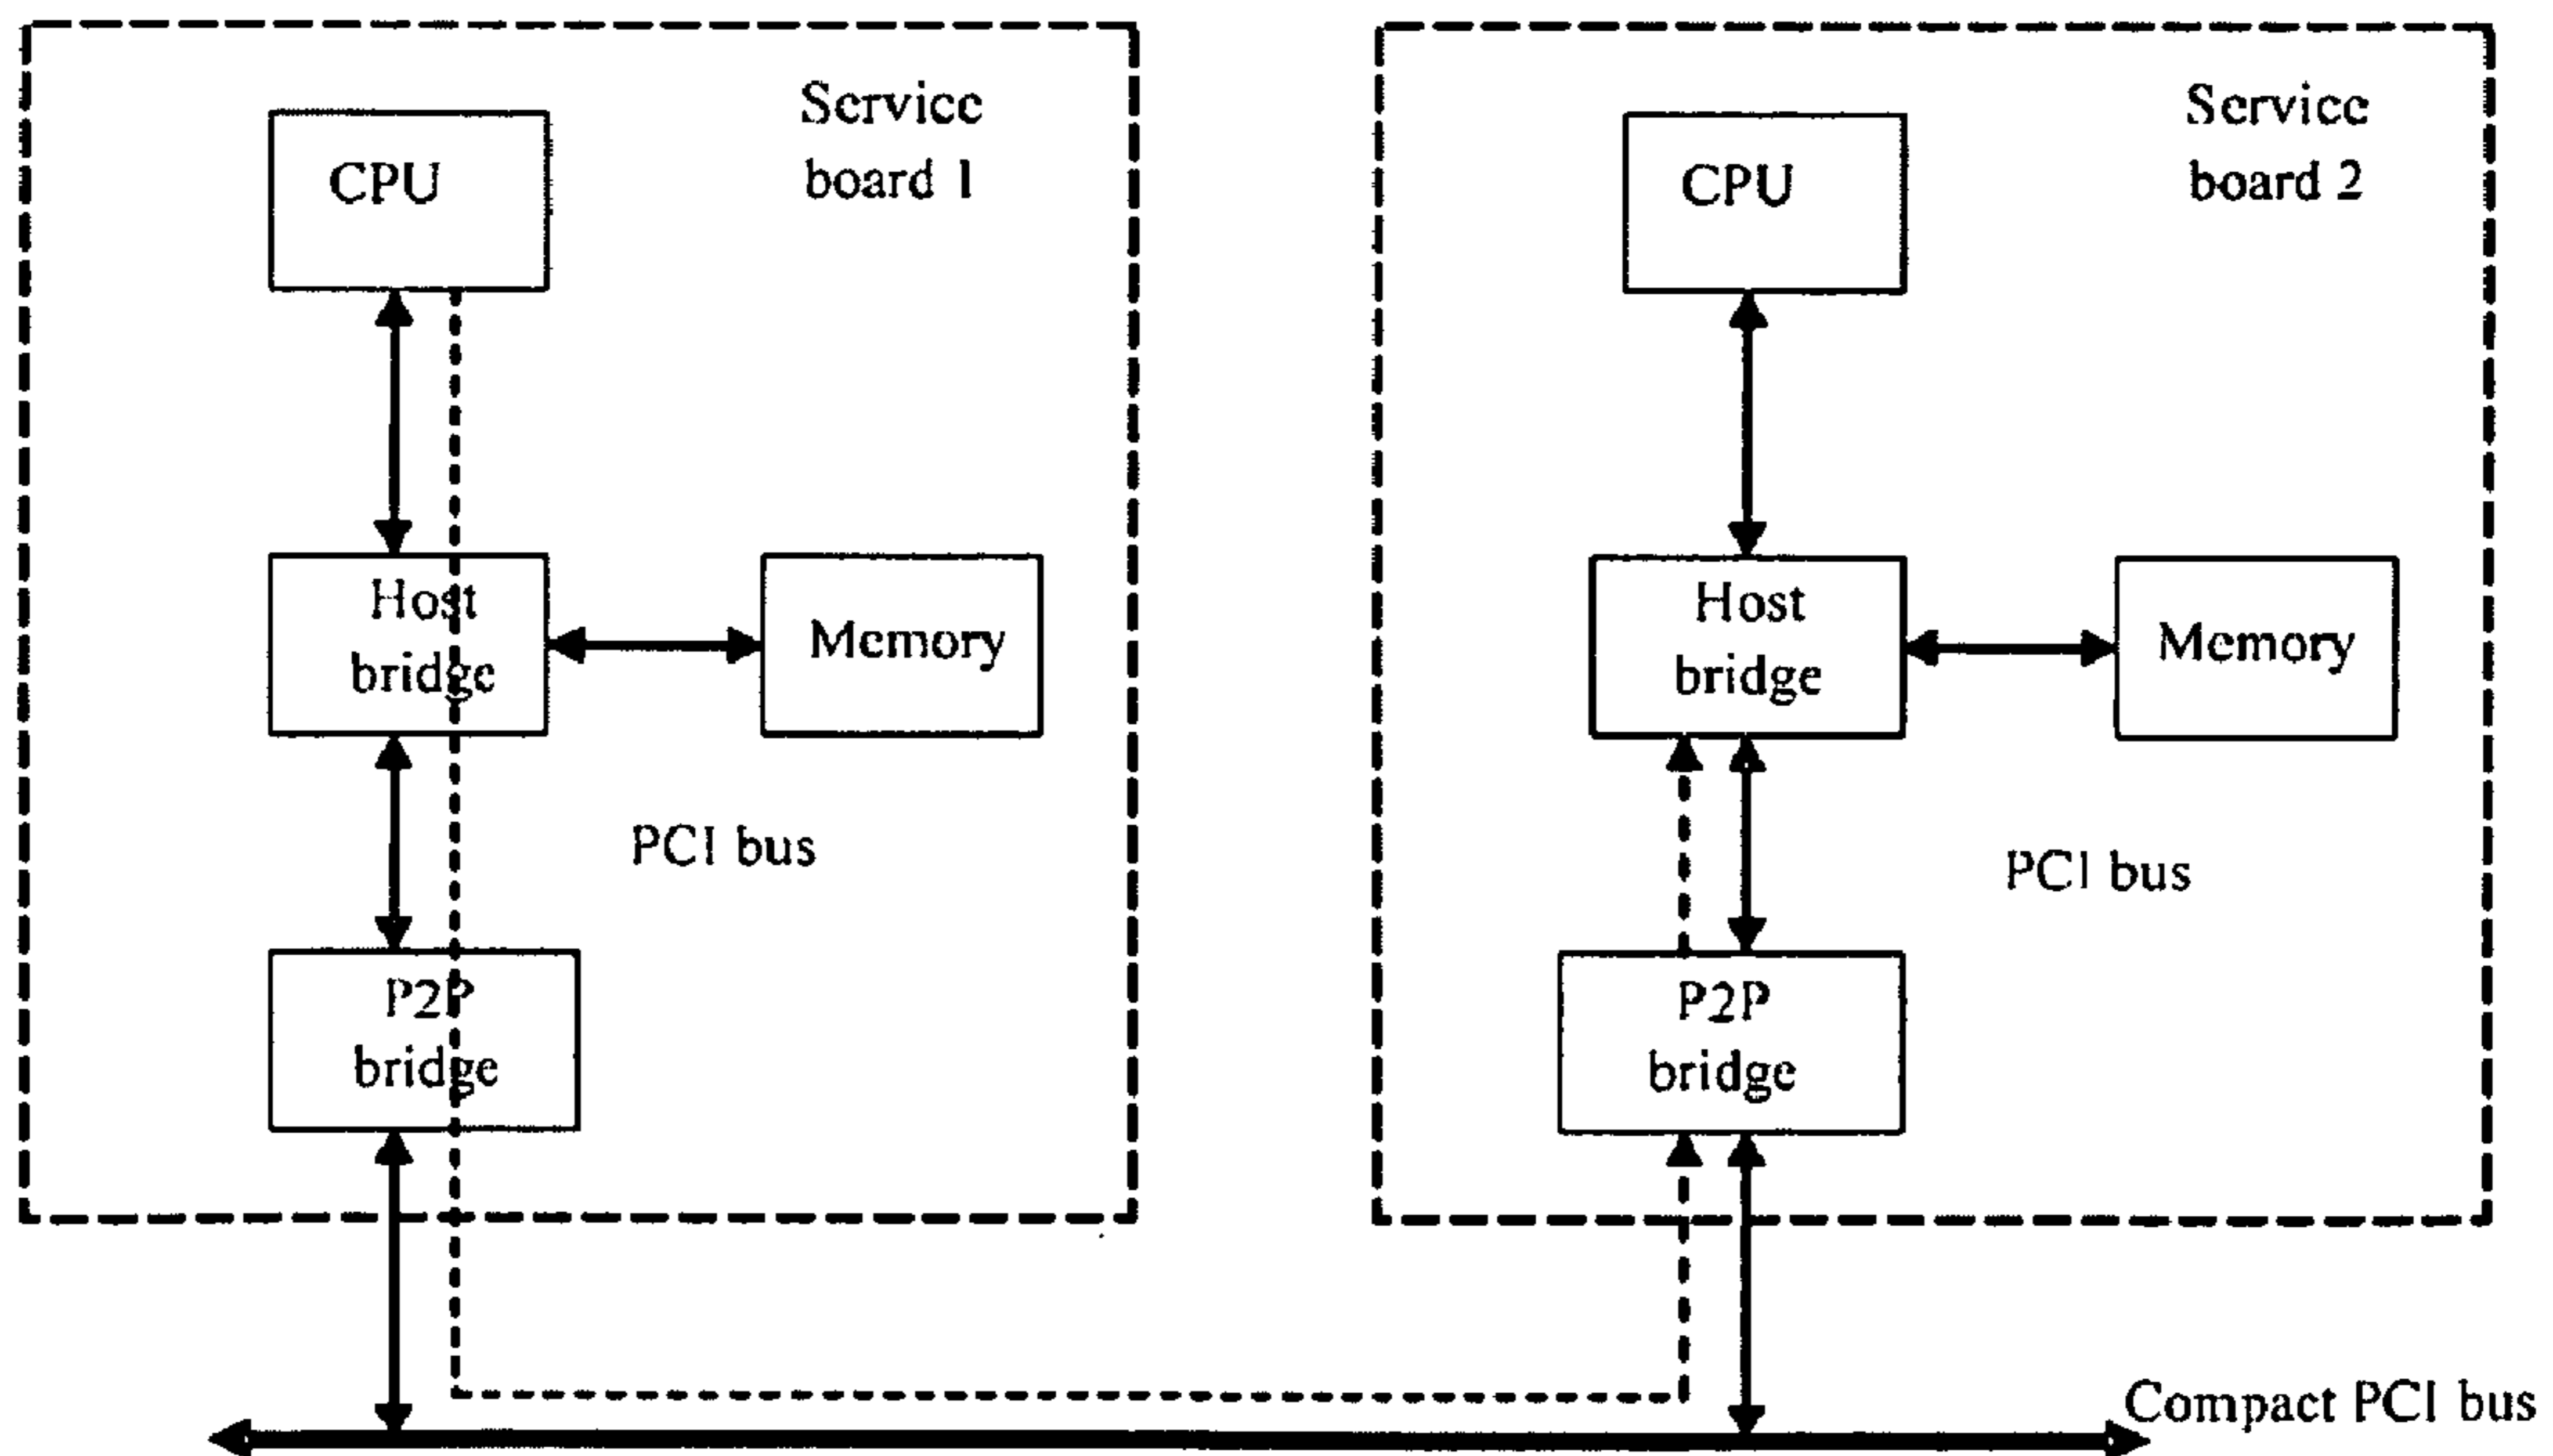 Service
board 1
CPU
Host
bridge
Memory
PCI bus
P2P
bridge
Service
board 2
CPU
Host
bridge
Memory
PCI bus
P2P
bridge
Compact PCI bus